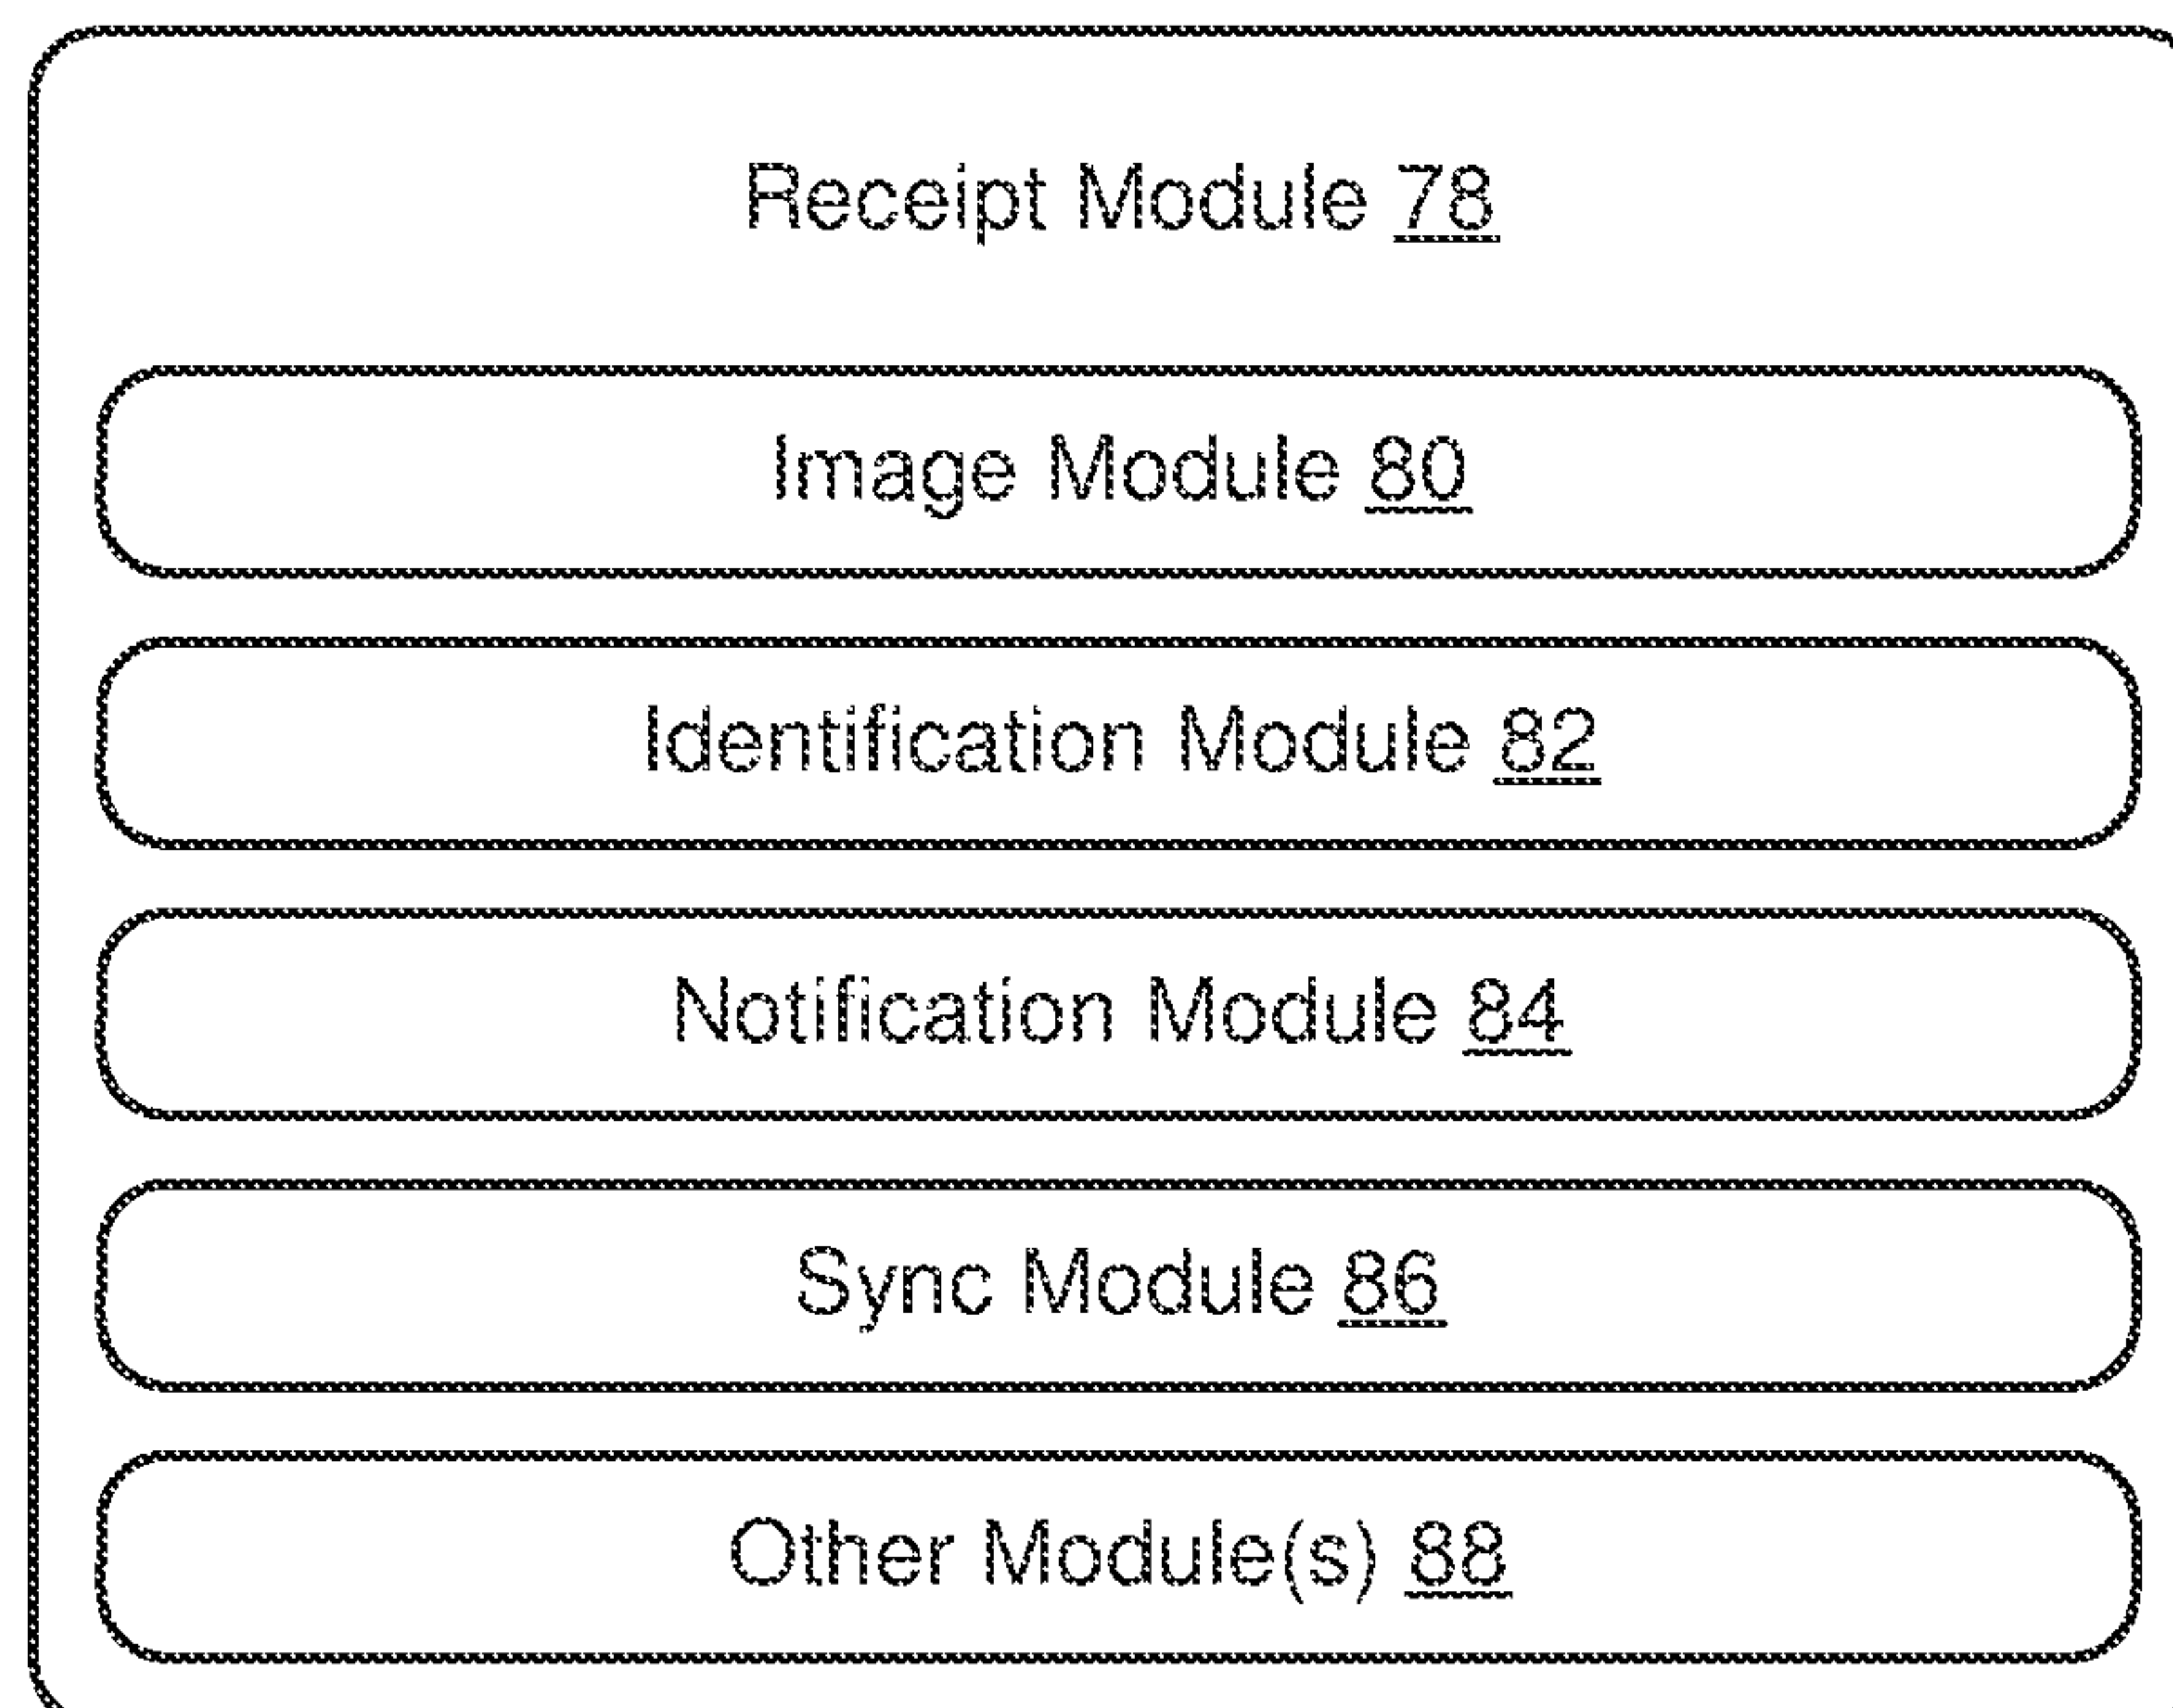 Receipt Module 78
Image Module 80
Identification Module 82
Notification Module 84
Sync Module 86
Other Module(s) 88